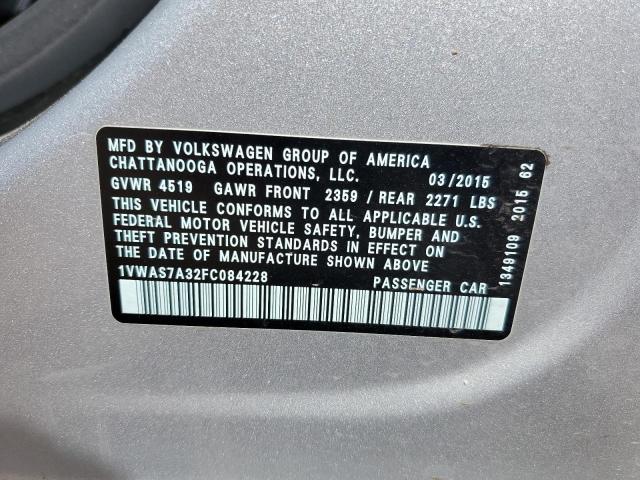 MFD BY VOLKSWAGEN GROUP OF AMERICA
CHATTANOOGA OPERATIONS, LLC. 03/2015
GVWR 4519 GAWR FRONT 2359 / REAR 2271 LBS
THIS VEHICLE CONFORMS TO ALL APPLICABLE U.S.
FEDERAL MOTOR VEHICLE SAFETY, BUMPER AND
THEFT PREVENTION STANDARDS IN EFFECT ON
THE DATE OF MANUFACTURE SHOWN ABOVE
1VWAS7A32FC084228 PASSENGER CAR
1349109 2015 62